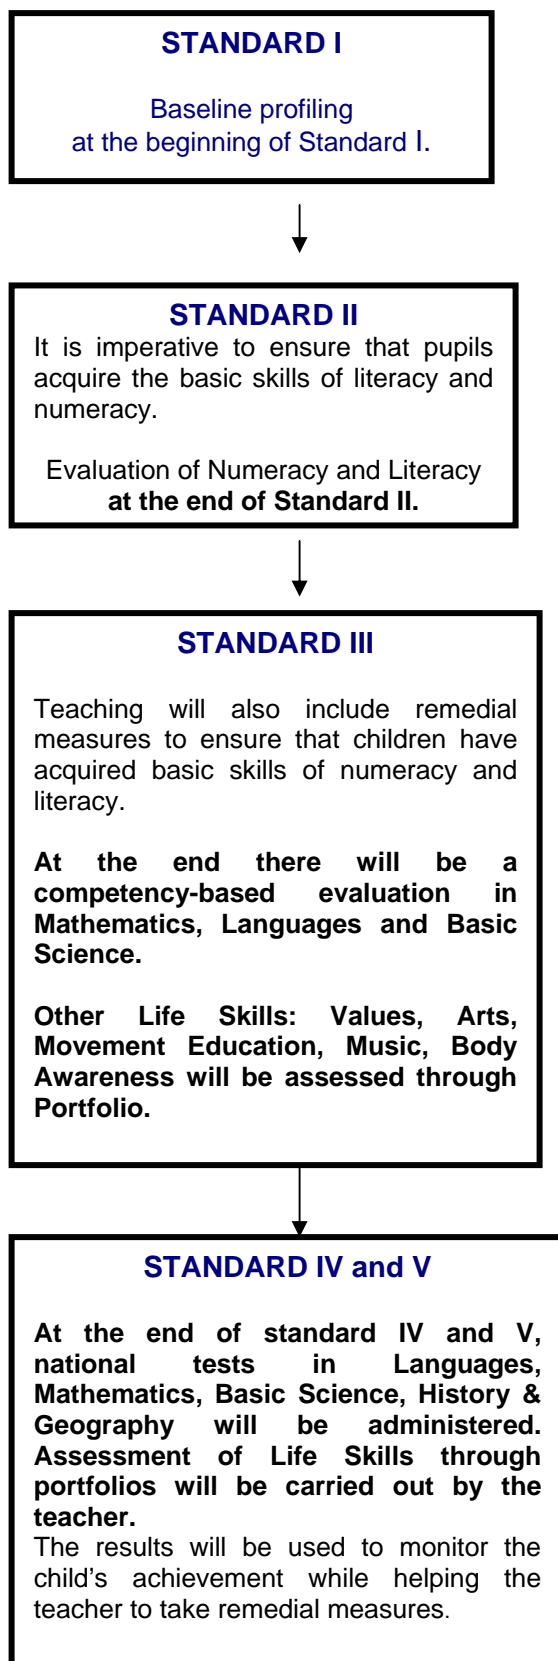 STANDARD I
Baseline profiling
at the beginning of Standard I.
STANDARD II
It is imperative to ensure that pupils
acquire the basic skills of literacy and
numeracy.
Evaluation of Numeracy and Literacy
at the end of Standard II.
STANDARD III
Teaching will also include remedial
measures to ensure that children have
acquired basic skills of numeracy and
literacy.
At the end there will be a
competency-based evaluation in
Mathematics, Languages and Basic
Science.
Other Life Skills: Values, Arts,
Movement Education, Music, Body
Awareness will be assessed through
Portfolio.
STANDARD IV and V
At the end of standard IV and V,
national tests in Languages,
Mathematics, Basic Science, History &
Geography will be administered.
Assessment of Life Skills through
portfolios will be carried out by the
teacher.
The results will be used to monitor the
child's achievement while helping the
teacher to take remedial measures.